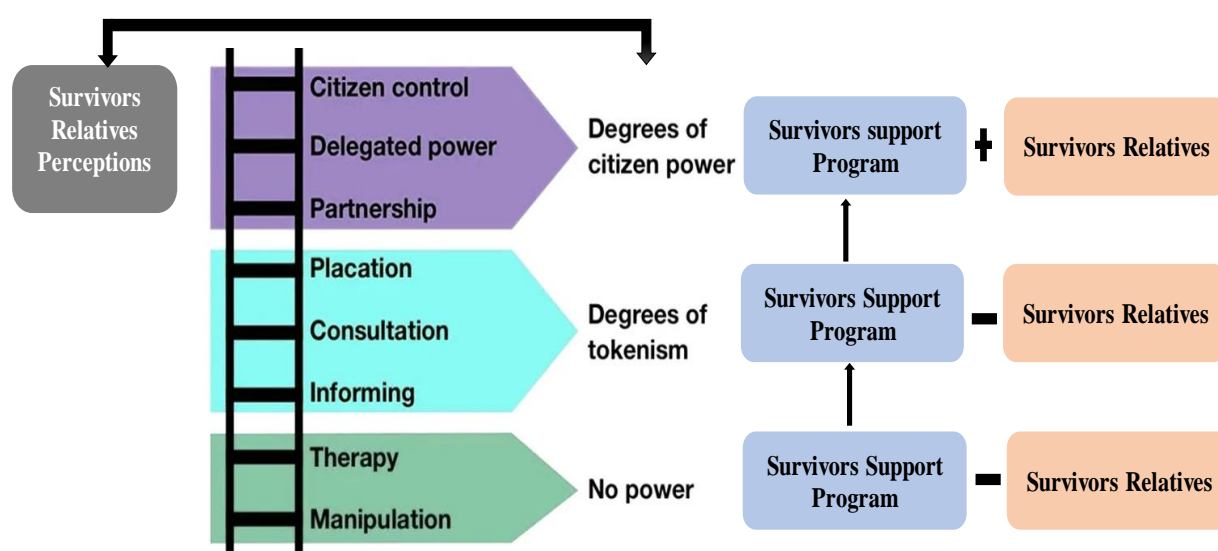 Survivors
Relatives
Perceptions
Citizen control
Delegated power
Partnership
Degrees of
citizen power
Survivors support
Program
Survivors Relatives
Placation
Consultation
Informing
Degrees of
tokenism
Survivors Support
Program
Survivors Relatives
Therapy
Manipulation
No power
Survivors Support
Program
Survivors Relatives